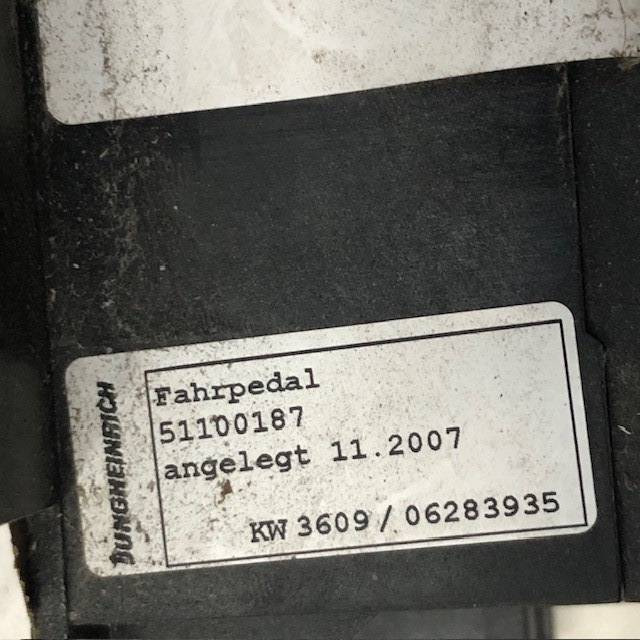 JUNGHEINRICH
Fahrpedal
51100187
angelegt 11.2007
KW 3609 / 06283935